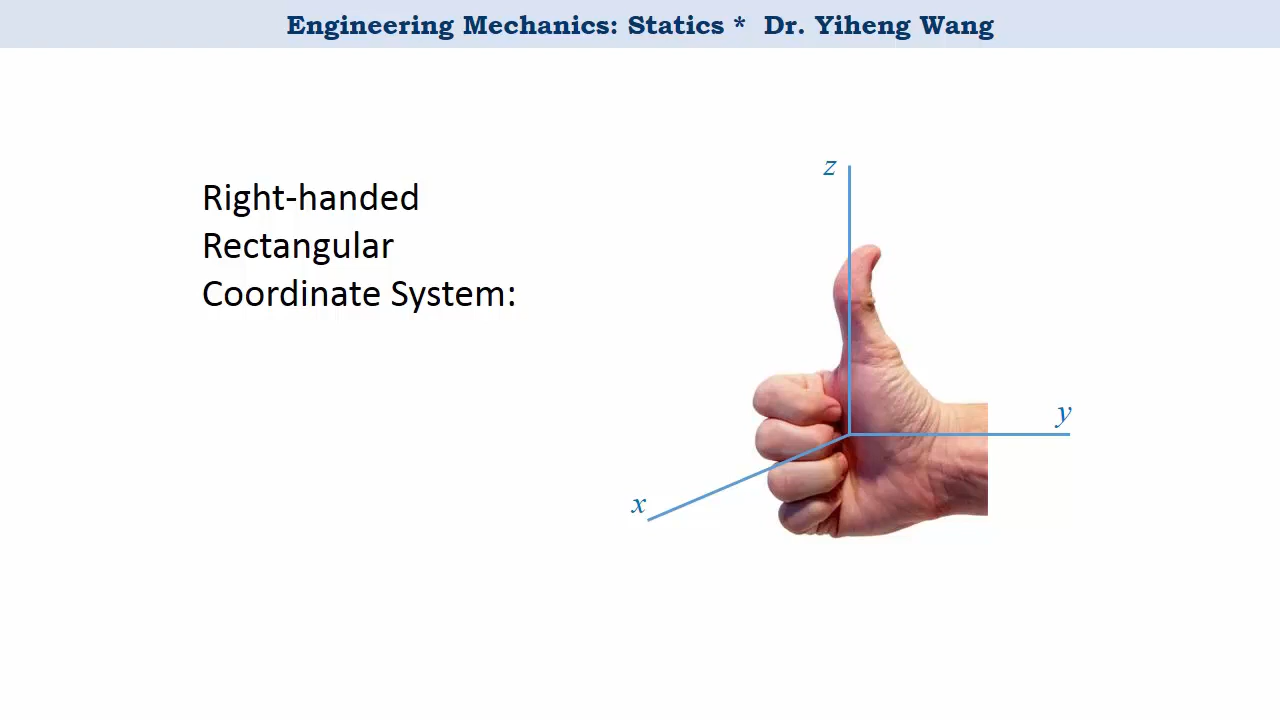 Engineering Mechanics: Statics * Dr. Yiheng Wang
Right-handed
Rectangular
Coordinate System:
z
y
x